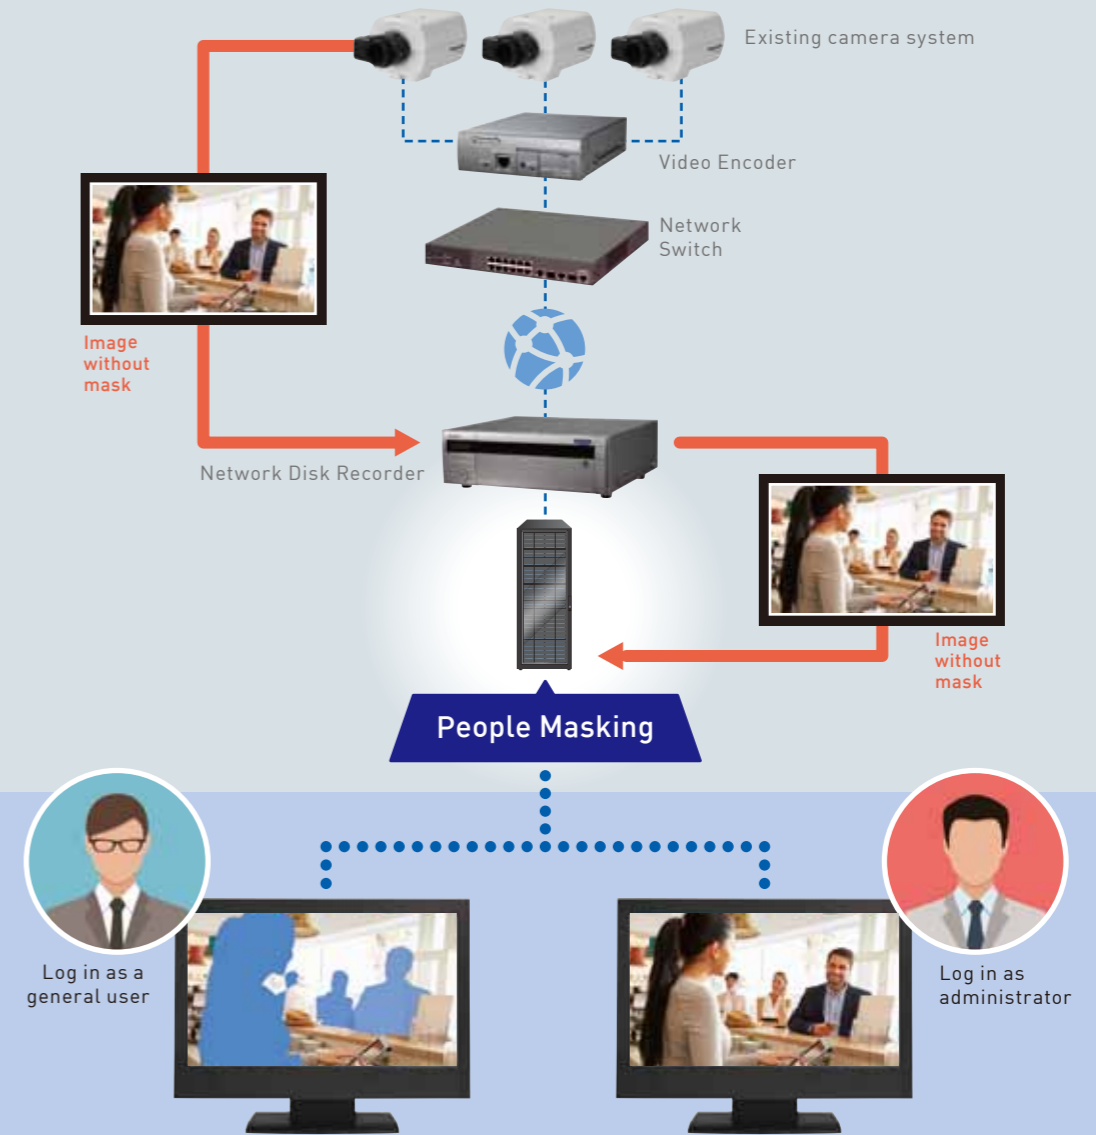 Existing camera system
Video Encoder
Network
Switch
Image
without
mask
Network Disk Recorder
Image
without
mask
People Masking
Log in as a
general user
Log in as
administrator